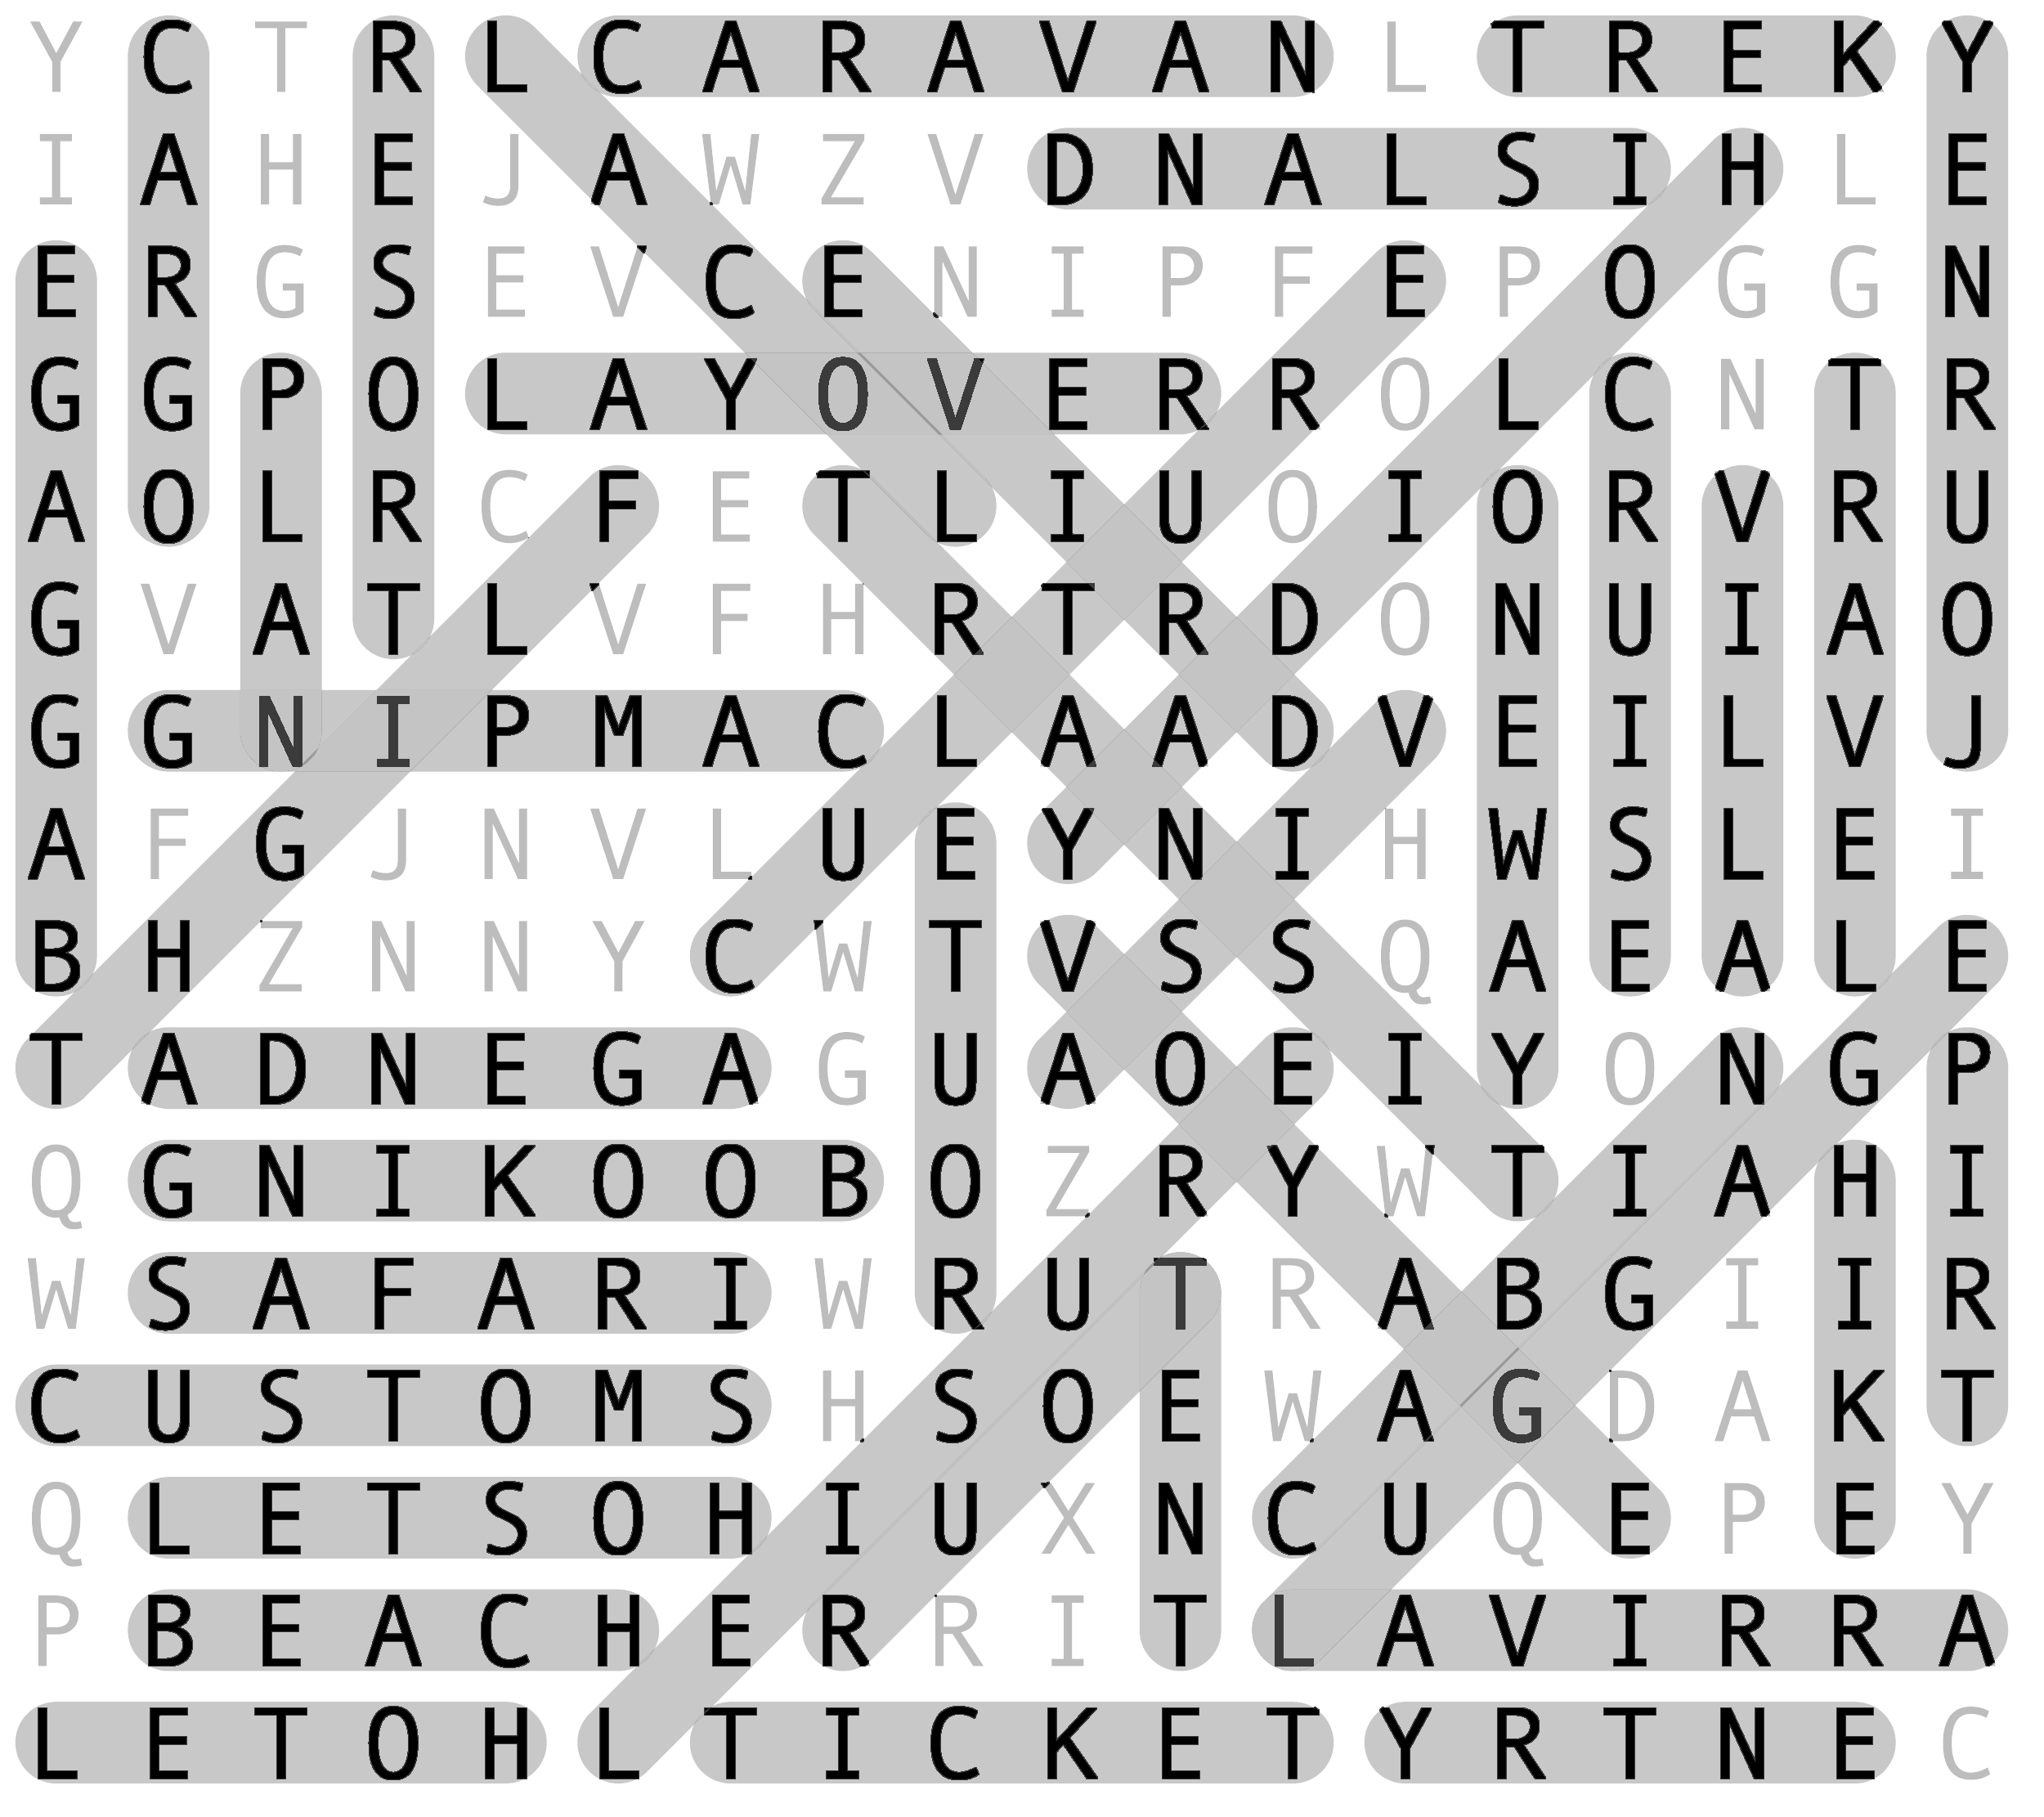 Y C T R L C A R A V A N L T R E K Y
I A H E J A W Z V D N A L S I H L E
E R G S E V C E N I P F E P O G G N
G G P O L A Y O V E R R O L C N T R
A O L R C F E T L I U O I O R V R U
G V A T L V F H R T R D O N U I A O
G G N I P M A C L A A D V E I L V J
A F G J N V L U E Y N I H W S L E I
B H Z N N Y C W T V S S Q A E A L E
T A D N E G A G U A O E I Y O N G P
Q G N I K O O B O Z R Y W T I A H I
W S A F A R I W R U T R A B G I I R
C U S T O M S H S O E W A G D A K T
Q L E T S O H I U X N C U Q E P E Y
P B E A C H E R R I T L A V I R R A
L E T O H L T I C K E T Y R T N E C